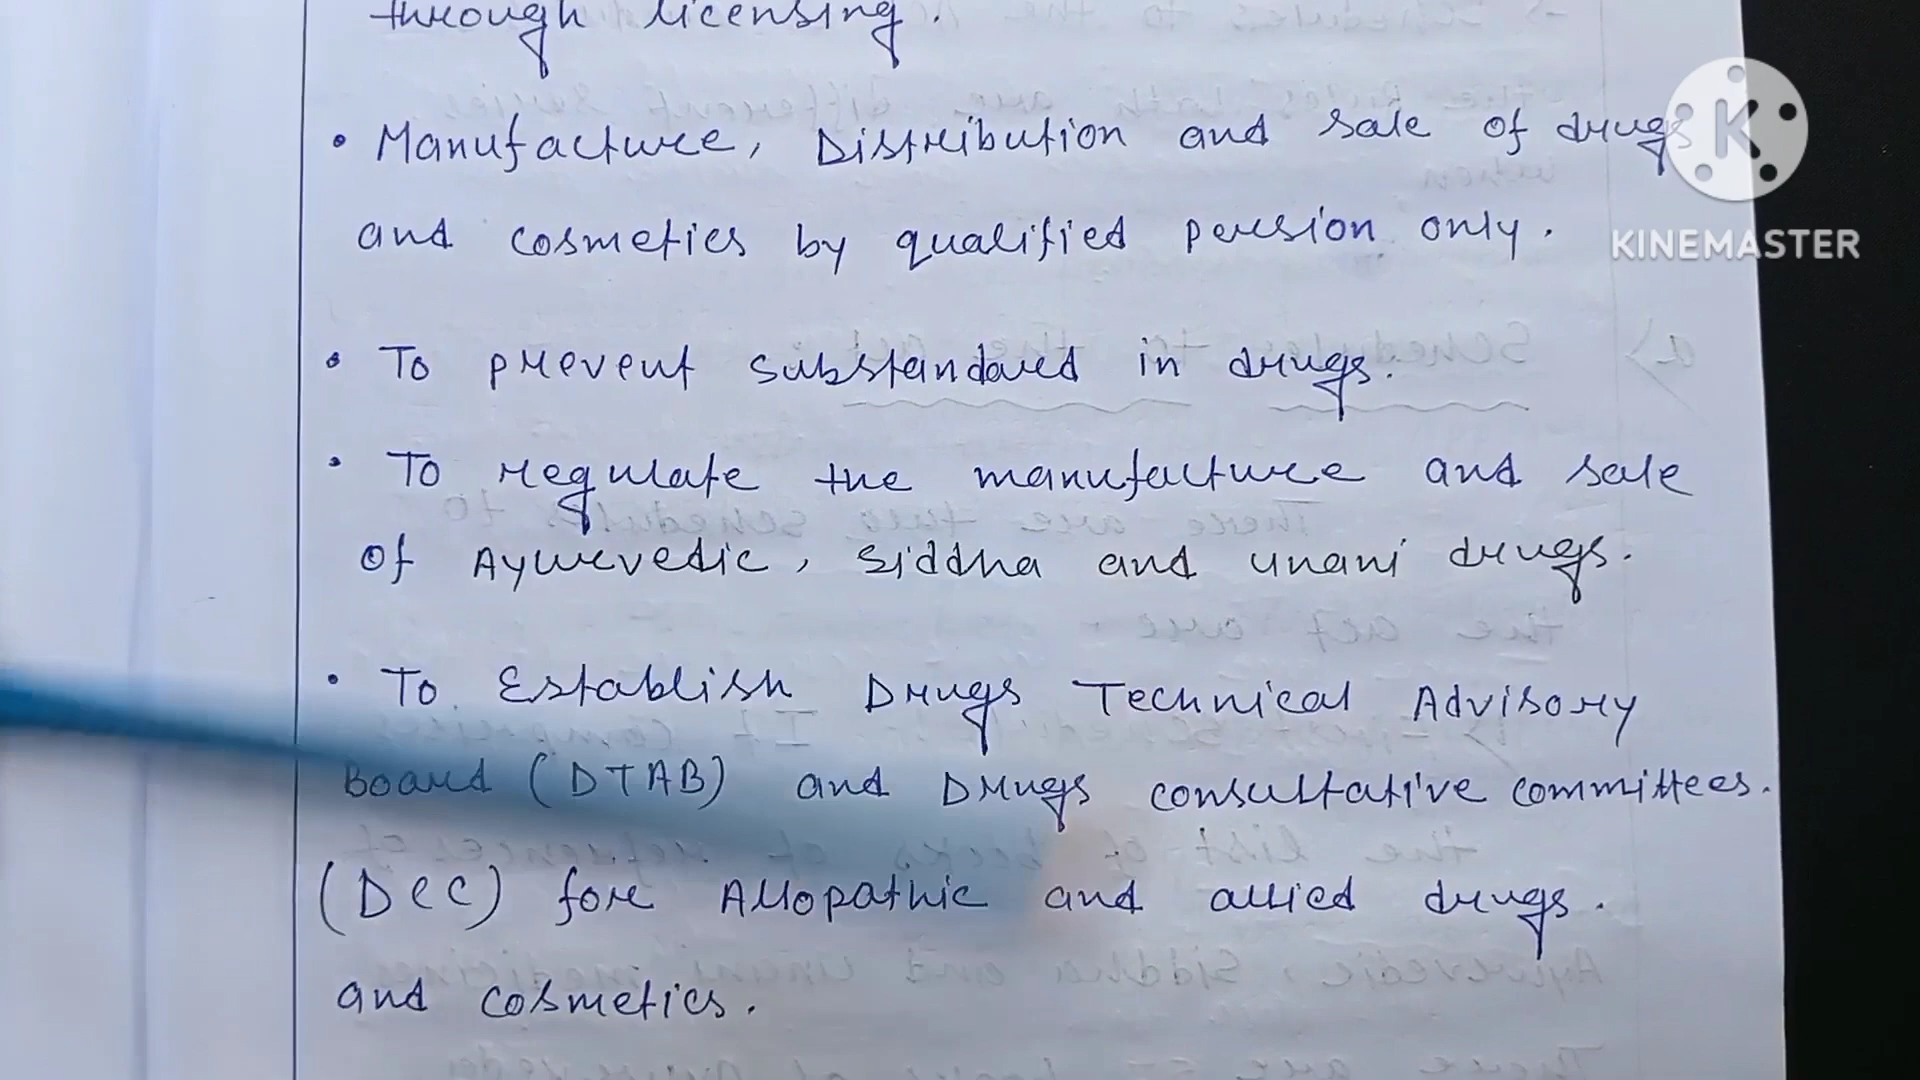 through licensing.
• Manufacture, Distribution and sale of drugs
and cosmetics by qualified persion only.
• To prevent substandard in drugs.
• To regulate the manufacture and sale
of Ayurvedic, Siddha and unani drugs.
• To Establish Drugs Technical Advisory
Board (DTAB) and Drugs consultative committees.
(DCC) for Allopathic and allied drugs.
and cosmetics.
KINEMASTER